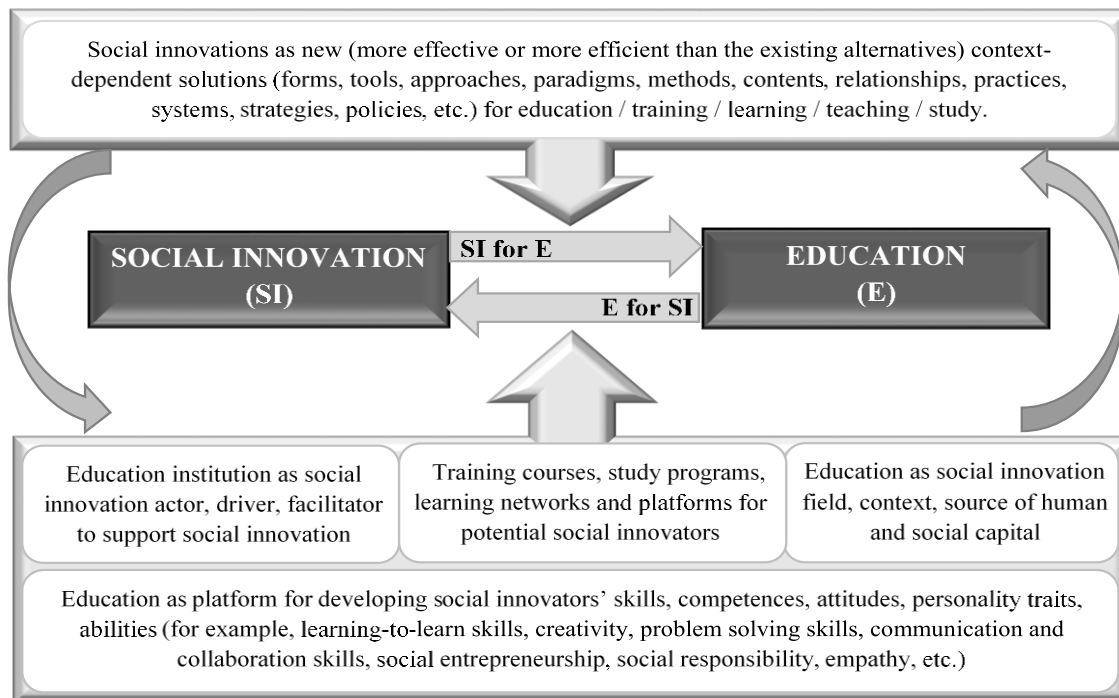 Social innovations as new (more effective or more efficient than the existing alternatives) context-
dependent solutions (forms, tools, approaches, paradigms, methods, contents, relationships, practices,
systems, strategies, policies, etc.) for education / training / learning / teaching / study.
SOCIAL INNOVATION
(SI)
SI for E
E for SI
EDUCATION
(E)
Education institution as social
innovation actor, driver, facilitator
to support social innovation
Training courses, study programs,
learning networks and platforms for
potential social innovators
Education as social innovation
field, context, source of human
and social capital
Education as platform for developing social innovators’ skills, competences, attitudes, personality traits,
abilities (for example, learning-to-learn skills, creativity, problem solving skills, communication and
collaboration skills, social entrepreneurship, social responsibility, empathy, etc.)